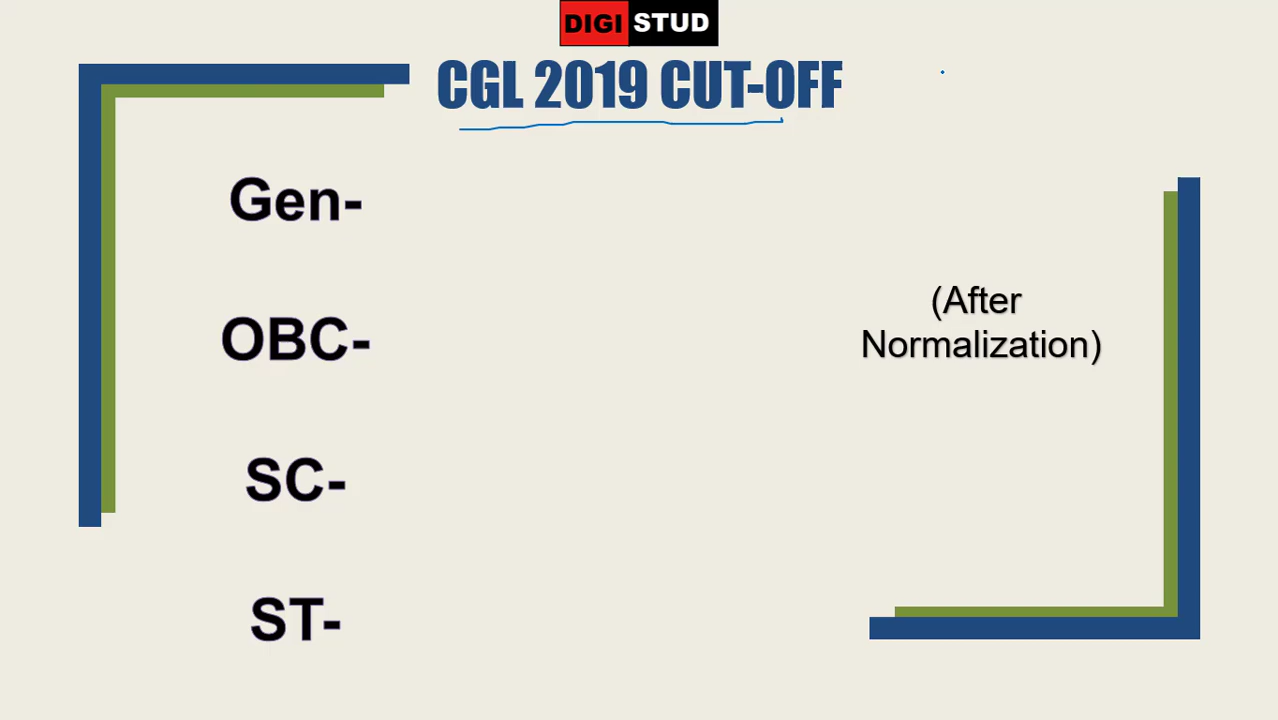 DIGI STUD
CGL 2019 CUT-OFF
Gen-
OBC-
SC-
ST-
(After
Normalization)